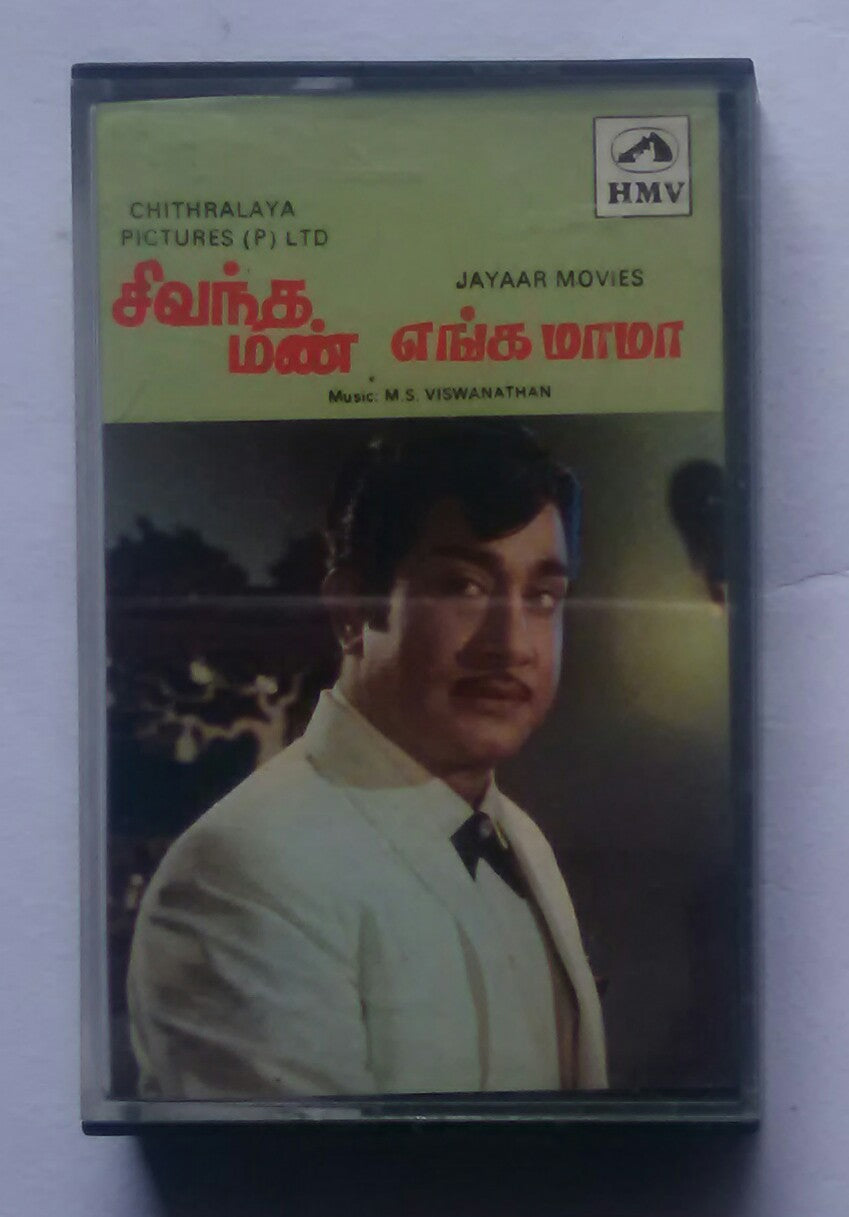 HMV
CHITHRALAYA
PICTURES (P) LTD
சிவந்த
மண்
JAYAAR MOVIES
எங்க மாமா
Music: M.S. VISWANATHAN